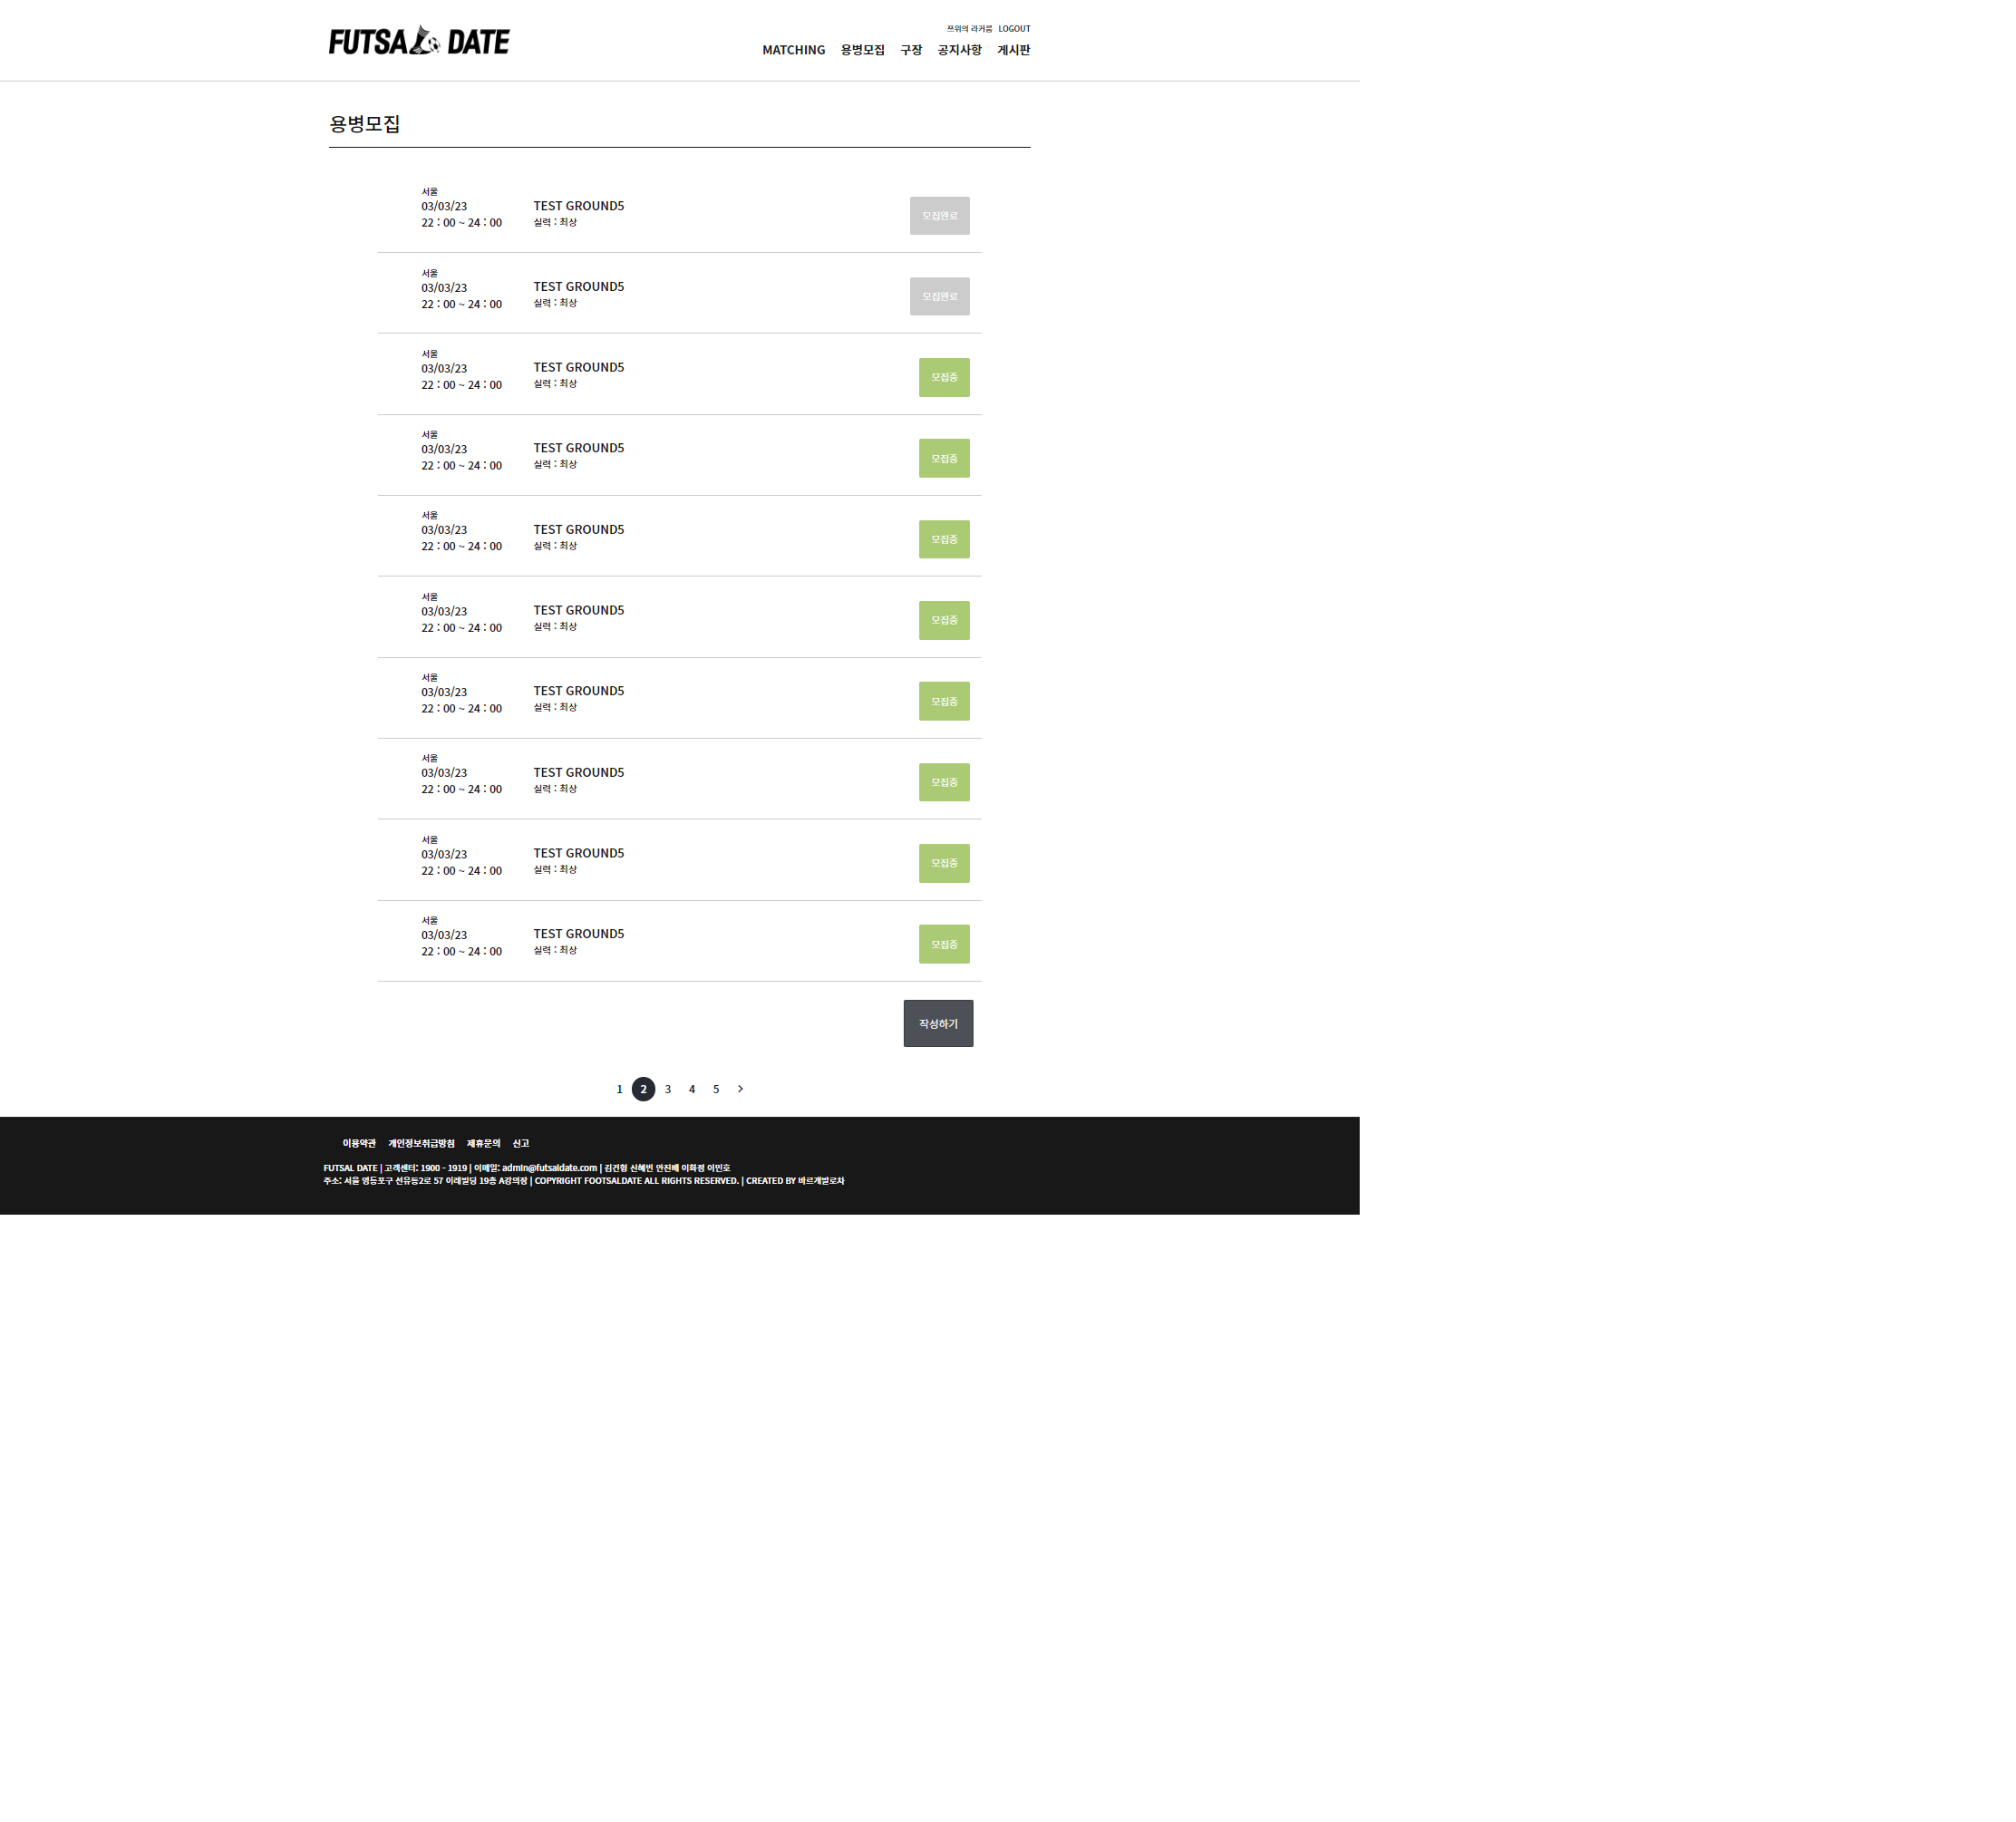 쯔위의 라커룸 LOGOUT
FUTSAL DATE
MATCHING 용병모집 구장 공지사항 게시판
용병모집
서울
03/03/23
22 : 00 ~ 24 : 00
TEST GROUND5
실력 : 최상
모집완료
서울
03/03/23
22 : 00 ~ 24 : 00
TEST GROUND5
실력 : 최상
모집완료
서울
03/03/23
22 : 00 ~ 24 : 00
TEST GROUND5
실력 : 최상
모집중
서울
03/03/23
22 : 00 ~ 24 : 00
TEST GROUND5
실력 : 최상
모집중
서울
03/03/23
22 : 00 ~ 24 : 00
TEST GROUND5
실력 : 최상
모집중
서울
03/03/23
22 : 00 ~ 24 : 00
TEST GROUND5
실력 : 최상
모집중
서울
03/03/23
22 : 00 ~ 24 : 00
TEST GROUND5
실력 : 최상
모집중
서울
03/03/23
22 : 00 ~ 24 : 00
TEST GROUND5
실력 : 최상
모집중
서울
03/03/23
22 : 00 ~ 24 : 00
TEST GROUND5
실력 : 최상
모집중
서울
03/03/23
22 : 00 ~ 24 : 00
TEST GROUND5
실력 : 최상
모집중
작성하기
1 2 3 4 5 >
이용약관 개인정보취급방침 제휴문의 신고
FUTSAL DATE | 고객센터: 1900 - 1919 | 이메일: admin@futsaldate.com | 김건형 신혜빈 안진배 이화정 이민호
주소: 서울 영등포구 선유동2로 57 이레빌딩 19층 A강의장 | COPYRIGHT FOOTSALDATE ALL RIGHTS RESERVED. | CREATED BY 바르게발로차